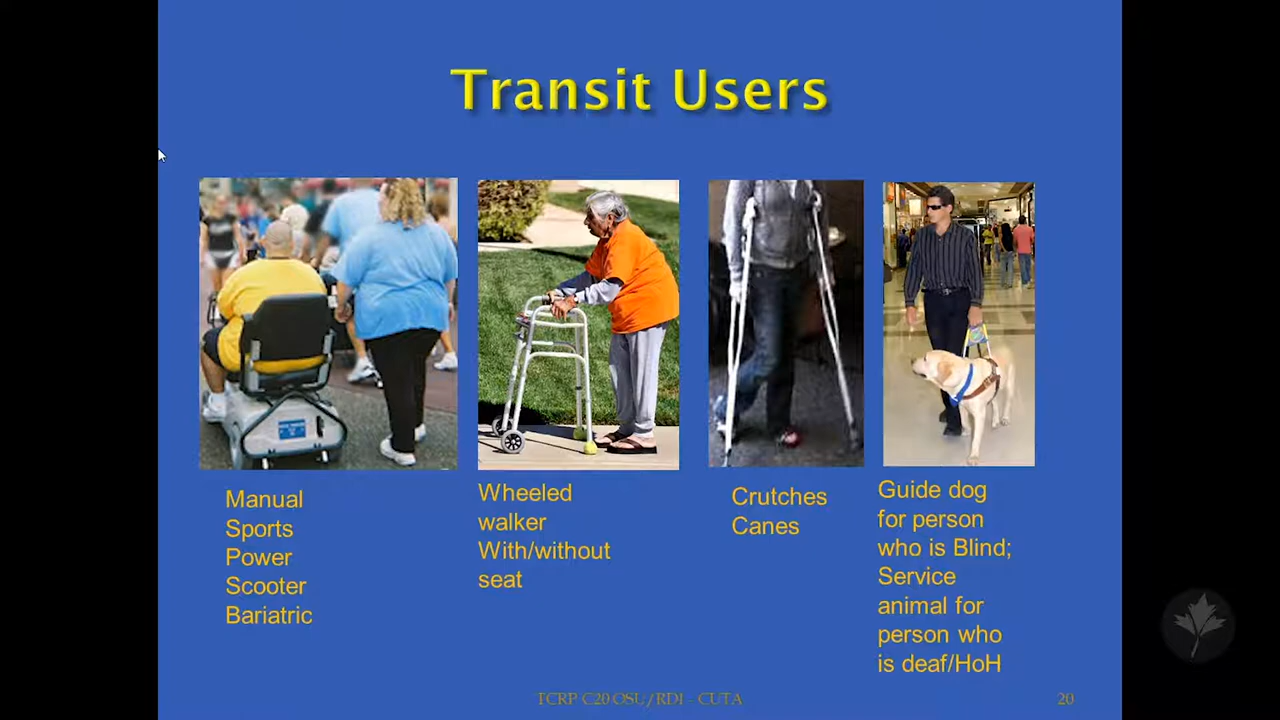 Transit Users
Manual
Sports
Power
Scooter
Bariatric
Wheeled
walker
With/without
seat
Crutches
Canes
Guide dog
for person
who is Blind;
Service
animal for
person who
is deaf/HoH
TCRP C20 OSU/RDI - CUTA
20